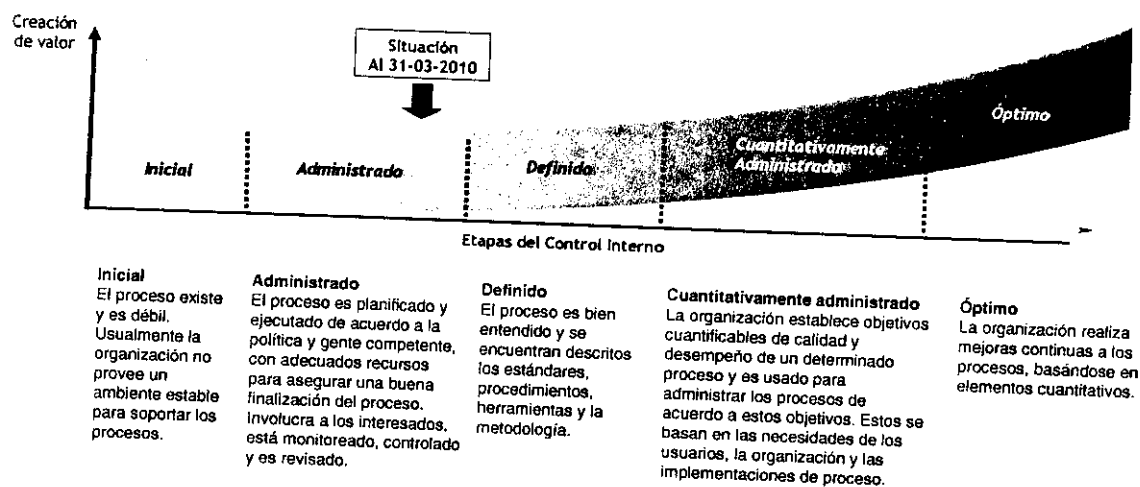 Creación
de valor
Situación
Al 31-03-2010
Inicial
Administrado
Definido
Cuantitativamente
Administrado
Óptimo
Etapas del Control Interno
Inicial
El proceso existe
y es débil.
Usualmente la
organización no
provee un
ambiente estable
para soportar los
procesos.
Administrado
El proceso es planificado y
ejecutado de acuerdo a la
política y gente competente,
con adecuados recursos
para asegurar una buena
finalización del proceso.
Involucra a los interesados,
está monitoreado, controlado
y es revisado.
Definido
El proceso es bien
entendido y se
encuentran descritos
los estándares,
procedimientos,
herramientas y la
metodología.
Cuantitativamente administrado
La organización establece objetivos
cuantificables de calidad y
desempeño de un determinado
proceso y es usado para
administrar los procesos de
acuerdo a estos objetivos. Estos se
basan en las necesidades de los
usuarios, la organización y las
implementaciones de proceso.
Óptimo
La organización realiza
mejoras continuas a los
procesos, basándose en
elementos cuantitativos.